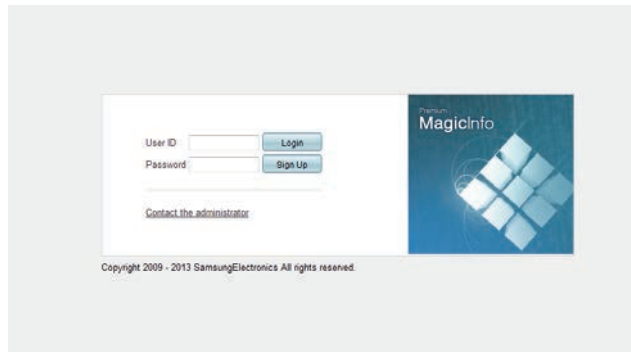 Premium
MagicInfo
User ID Login
Password Sign Up
Contact the administrator
Copyright 2009 - 2013 SamsungElectronics All rights reserved.